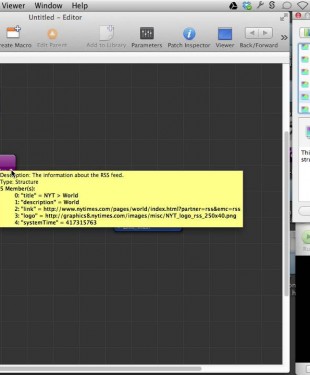 Viewer Window Help
Untitled – Editor
reate Macro Edit Parent Add to Library Parameters Patch Inspector Viewer Back/Forward
Description: The information about the RSS feed.
Type: Structure
5 Member(s):
0: "title" = NYT > World
1: "description" = World
2: "link" = http://www.nytimes.com/pages/world/index.html?partner=rss&emc=rss
3: "logo" = http://graphics8.nytimes.com/images/misc/NYT_logo_rss_250x40.png
4: "systemTime" = 417315763
Thi
stru